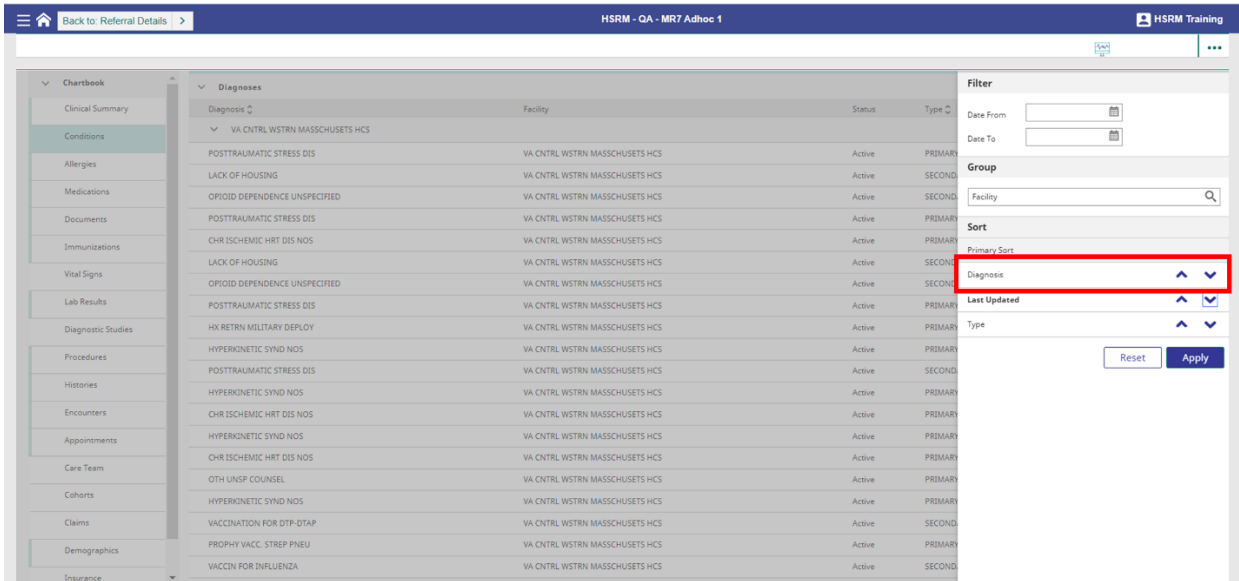 Back to: Referral Details >
HSRM - QA - MR7 Adhoc 1
HSRM Training
Chartbook
Clinical Summary
Conditions
Allergies
Medications
Documents
Immunizations
Vital Signs
Lab Results
Diagnostic Studies
Procedures
Histories
Encounters
Appointments
Care Team
Cohorts
Claims
Demographics
Insurance
Diagnoses
Diagnosis Facility Status Type
VA CNTRL WSTRN MASSCHUSETS HCS
POSTTRAUMATIC STRESS DIS VA CNTRL WSTRN MASSCHUSETS HCS Active PRIMARY
LACK OF HOUSING VA CNTRL WSTRN MASSCHUSETS HCS Active SECOND
OPIOID DEPENDENCE UNSPECIFIED VA CNTRL WSTRN MASSCHUSETS HCS Active SECOND
POSTTRAUMATIC STRESS DIS VA CNTRL WSTRN MASSCHUSETS HCS Active PRIMARY
CHR ISCHEMIC HRT DIS NOS VA CNTRL WSTRN MASSCHUSETS HCS Active PRIMARY
LACK OF HOUSING VA CNTRL WSTRN MASSCHUSETS HCS Active SECOND
OPIOID DEPENDENCE UNSPECIFIED VA CNTRL WSTRN MASSCHUSETS HCS Active SECOND
POSTTRAUMATIC STRESS DIS VA CNTRL WSTRN MASSCHUSETS HCS Active PRIMARY
HX RETRN MILITARY DEPLOY VA CNTRL WSTRN MASSCHUSETS HCS Active PRIMARY
HYPERKINETIC SYND NOS VA CNTRL WSTRN MASSCHUSETS HCS Active PRIMARY
POSTTRAUMATIC STRESS DIS VA CNTRL WSTRN MASSCHUSETS HCS Active SECOND
HYPERKINETIC SYND NOS VA CNTRL WSTRN MASSCHUSETS HCS Active PRIMARY
CHR ISCHEMIC HRT DIS NOS VA CNTRL WSTRN MASSCHUSETS HCS Active PRIMARY
HYPERKINETIC SYND NOS VA CNTRL WSTRN MASSCHUSETS HCS Active PRIMARY
CHR ISCHEMIC HRT DIS NOS VA CNTRL WSTRN MASSCHUSETS HCS Active PRIMARY
OTH UNSP COUNSEL VA CNTRL WSTRN MASSCHUSETS HCS Active PRIMARY
HYPERKINETIC SYND NOS VA CNTRL WSTRN MASSCHUSETS HCS Active PRIMARY
VACCINATION FOR DTP-DTAP VA CNTRL WSTRN MASSCHUSETS HCS Active SECOND
PROPHY VACC. STREP PNEU VA CNTRL WSTRN MASSCHUSETS HCS Active PRIMARY
VACCIN FOR INFLUENZA VA CNTRL WSTRN MASSCHUSETS HCS Active SECOND
Filter
Date From
Date To
Group
Facility
Sort
Primary Sort
Diagnosis
Last Updated
Type
Reset Apply